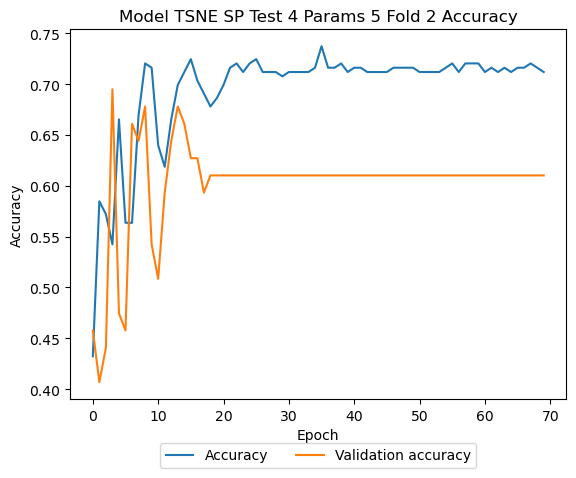 Model TSNE SP Test 4 Params 5 Fold 2 Accuracy
0.75
0.70
0.65
0.60
0.55
0.50
0.45
0.40
Accuracy
0 10 20 30 40 50 60 70
Epoch
Accuracy Validation accuracy